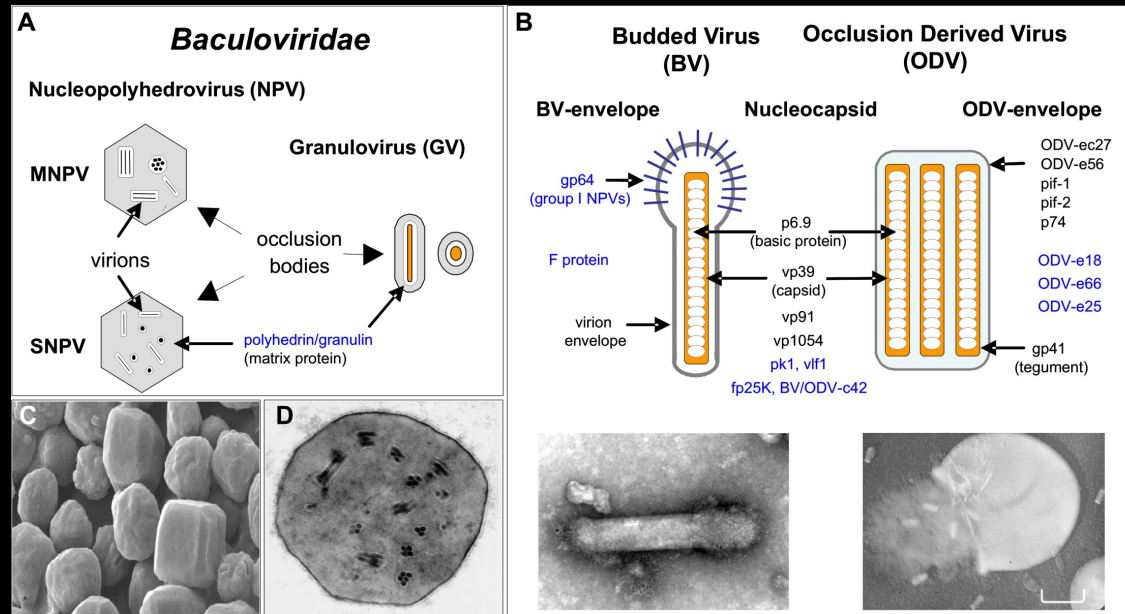 A
Baculoviridae
Nucleopolyhedrovirus (NPV)
Granulovirus (GV)
MNPV
virions
occlusion
bodies
SNPV
polyhedrin/granulin
(matrix protein)
B
Budded Virus
(BV)
Occlusion Derived Virus
(ODV)
BV-envelope
Nucleocapsid
ODV-envelope
gp64
(group I NPVs)
F protein
virion
envelope
p6.9
(basic protein)
vp39
(capsid)
vp91
vp1054
pk1, vlf1
fp25K, BV/ODV-c42
ODV-ec27
ODV-e56
pif-1
pif-2
p74
ODV-e18
ODV-e66
ODV-e25
gp41
(tegument)
C
D